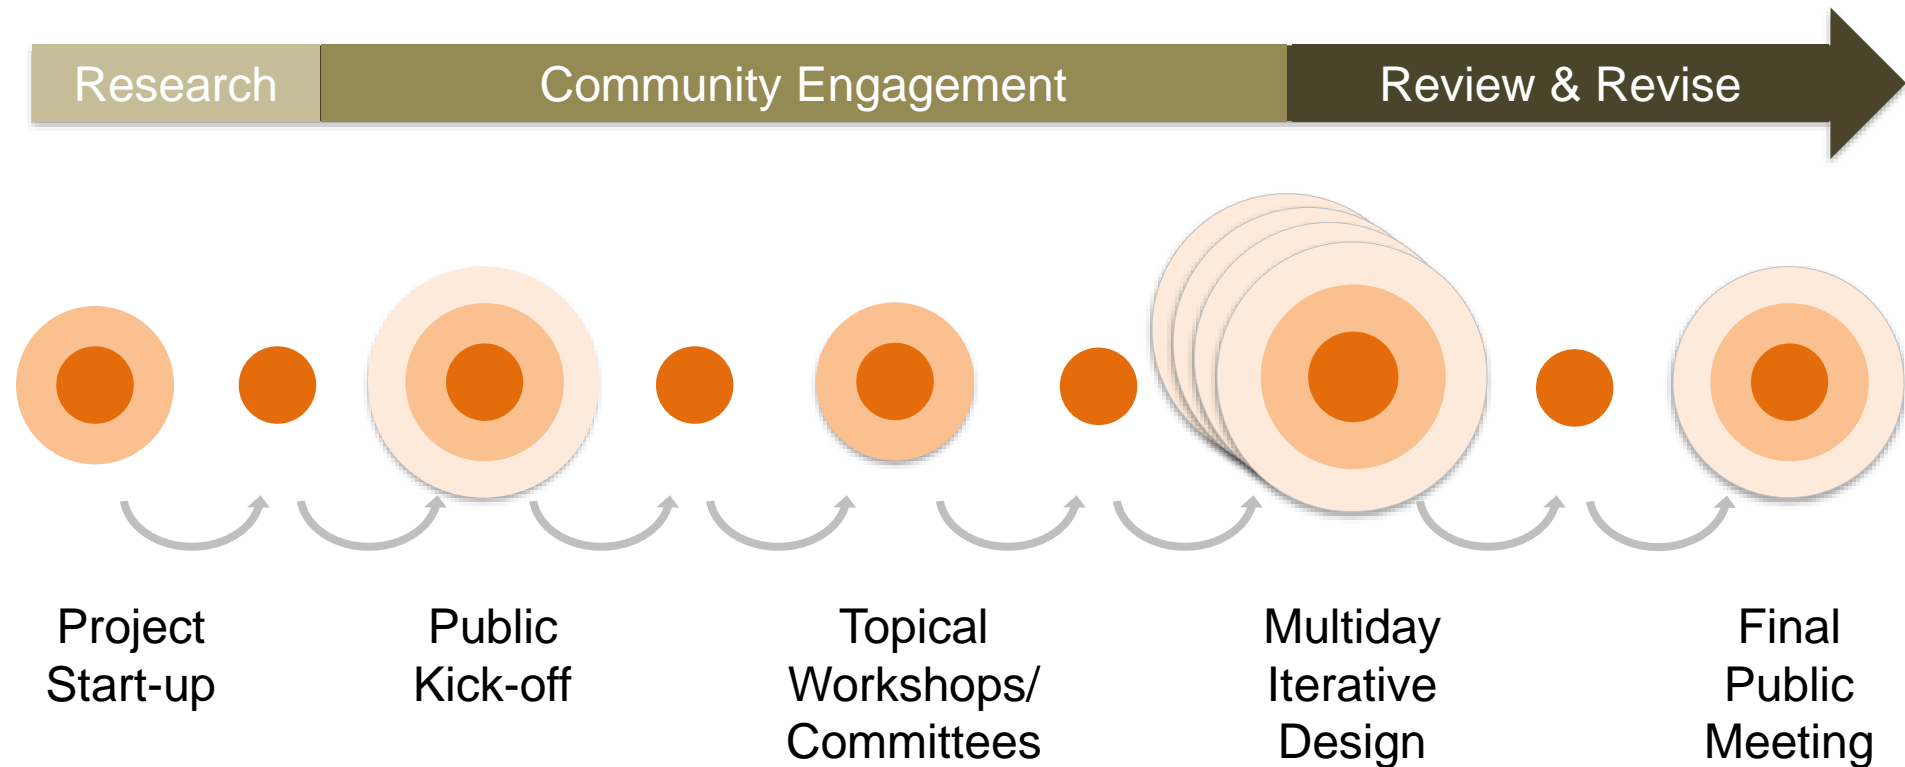 Research
Community Engagement
Review & Revise
Project
Start-up
Public
Kick-off
Topical
Workshops/
Committees
Multiday
Iterative
Design
Final
Public
Meeting